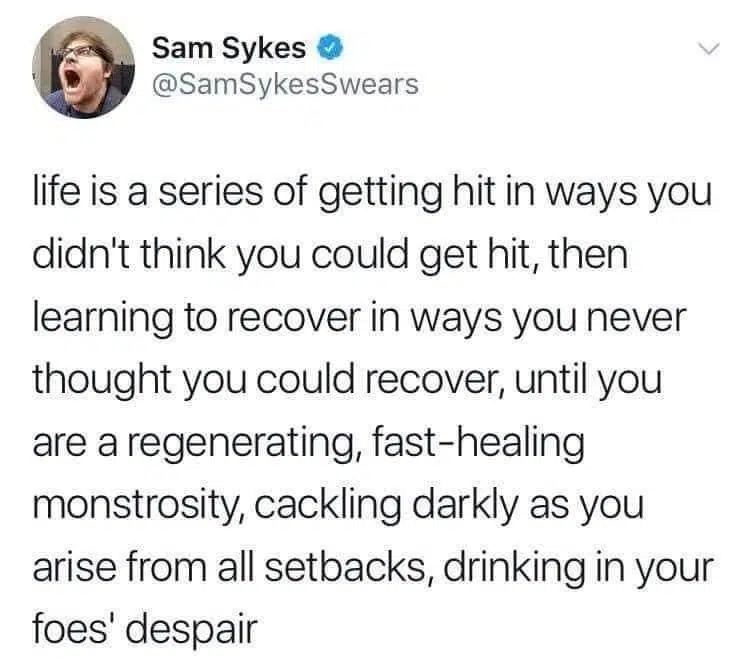 Sam Sykes
@SamSykesSwears
life is a series of getting hit in ways you
didn't think you could get hit, then
learning to recover in ways you never
thought you could recover, until you
are a regenerating, fast-healing
monstrosity, cackling darkly as you
arise from all setbacks, drinking in your
foes' despair